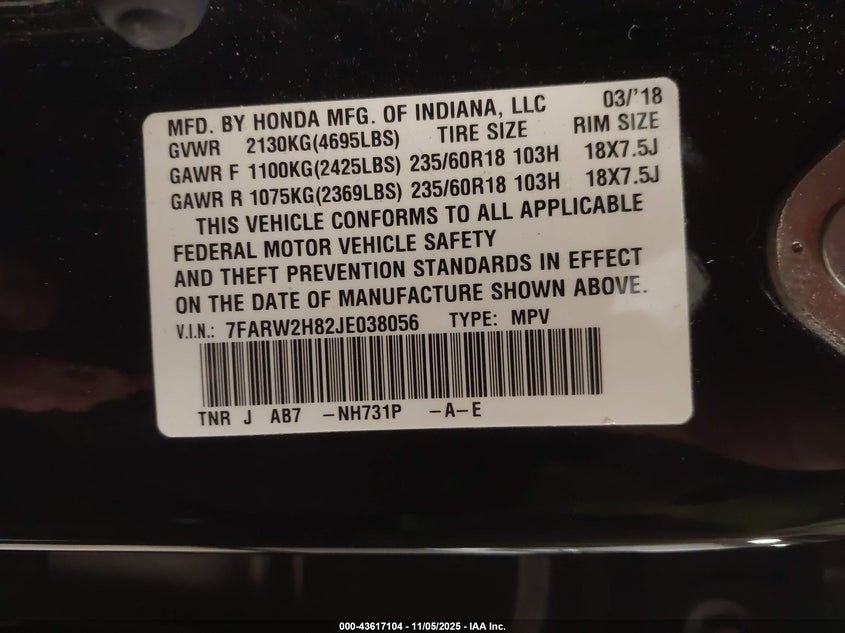 MFD. BY HONDA MFG. OF INDIANA, LLC 03/'18
GVWR 2130KG(4695LBS) TIRE SIZE RIM SIZE
GAWR F 1100KG(2425LBS) 235/60R18 103H 18X7.5J
GAWR R 1075KG(2369LBS) 235/60R18 103H 18X7.5J
THIS VEHICLE CONFORMS TO ALL APPLICABLE
FEDERAL MOTOR VEHICLE SAFETY
AND THEFT PREVENTION STANDARDS IN EFFECT
ON THE DATE OF MANUFACTURE SHOWN ABOVE.
V.I.N.: 7FARW2H82JE038056 TYPE: MPV
TNR J AB7 -NH731P -A-E
000-43617104 - 11/05/2025 - IAA Inc.